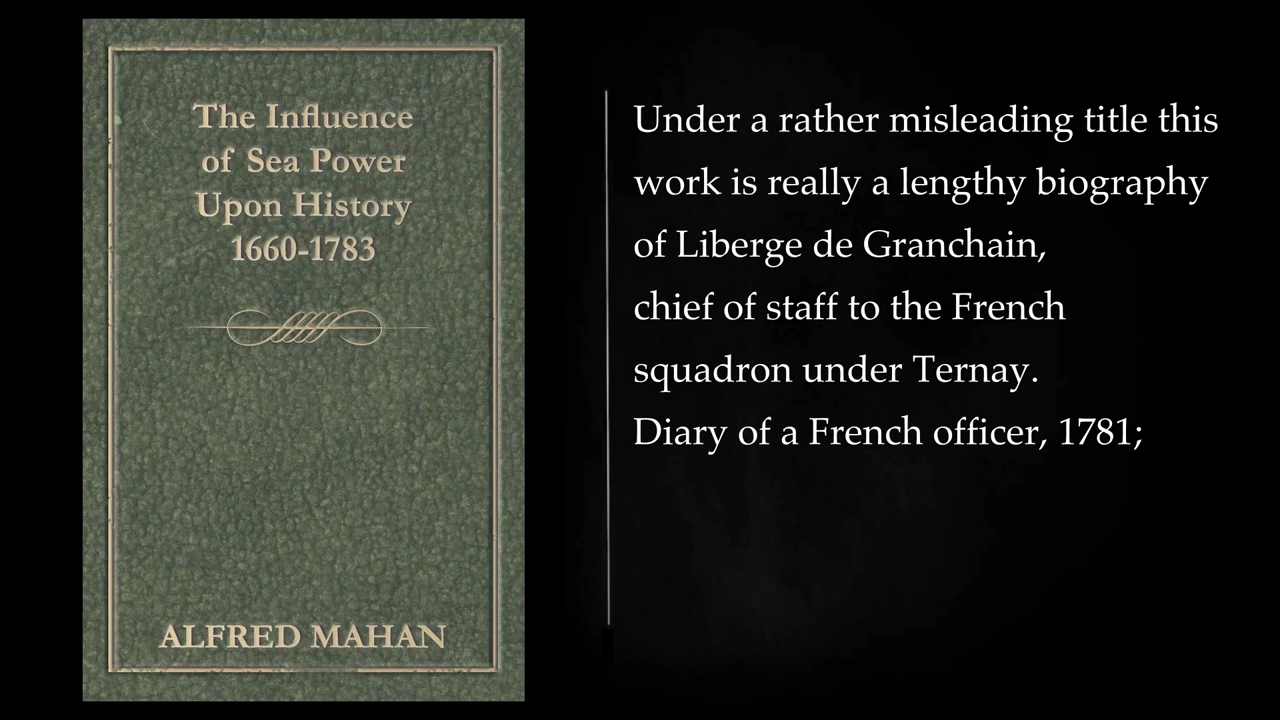 The Influence
of Sea Power
Upon History
1660-1783
ALFRED MAHAN
Under a rather misleading title this
work is really a lengthy biography
of Liberge de Granchain,
chief of staff to the French
squadron under Ternay.
Diary of a French officer, 1781;